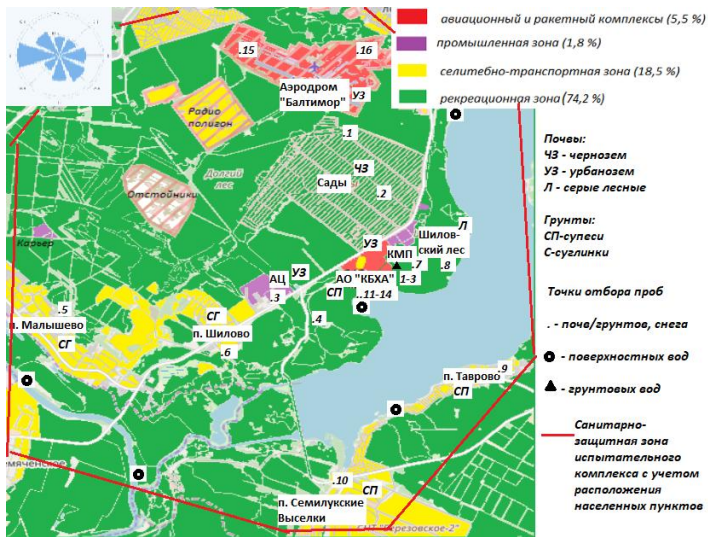 авиационный и ракетный комплексы (5,5 %)
промышленная зона (1,8 %)
селитебно-транспортная зона (18,5 %)
рекреационная зона (74,2 %)
.15
.16
Аэродром
"Балтимор"
УЗ
Радио
полигон
.1
Долгий
лес
ЧЗ
Сады
.2
Отстойники
Карьер
Л
Шилов-
ский лес
УЗ
КМП
.7
.8
АЦ
УЗ
АО "КБХА"
1-3
.3
СП
..11-14
.5
СГ
.4
п. Малышево
п. Шилово
СГ
.6
.9
п. Таврово
СП
емяченское
.10
СП
п. Семилукские
Выселки
СНТ "Березовское-2"
Почвы:
ЧЗ - чернозем
УЗ - урбанозем
Л - серые лесные
Грунты:
СП-супеси
С-суглинки
Точки отбора проб
. - почв/грунтов, снега
- поверхностных вод
- грунтовых вод
Санитарно-
защитная зона
испытательного
комплекса с учетом
расположения
населенных пунктов